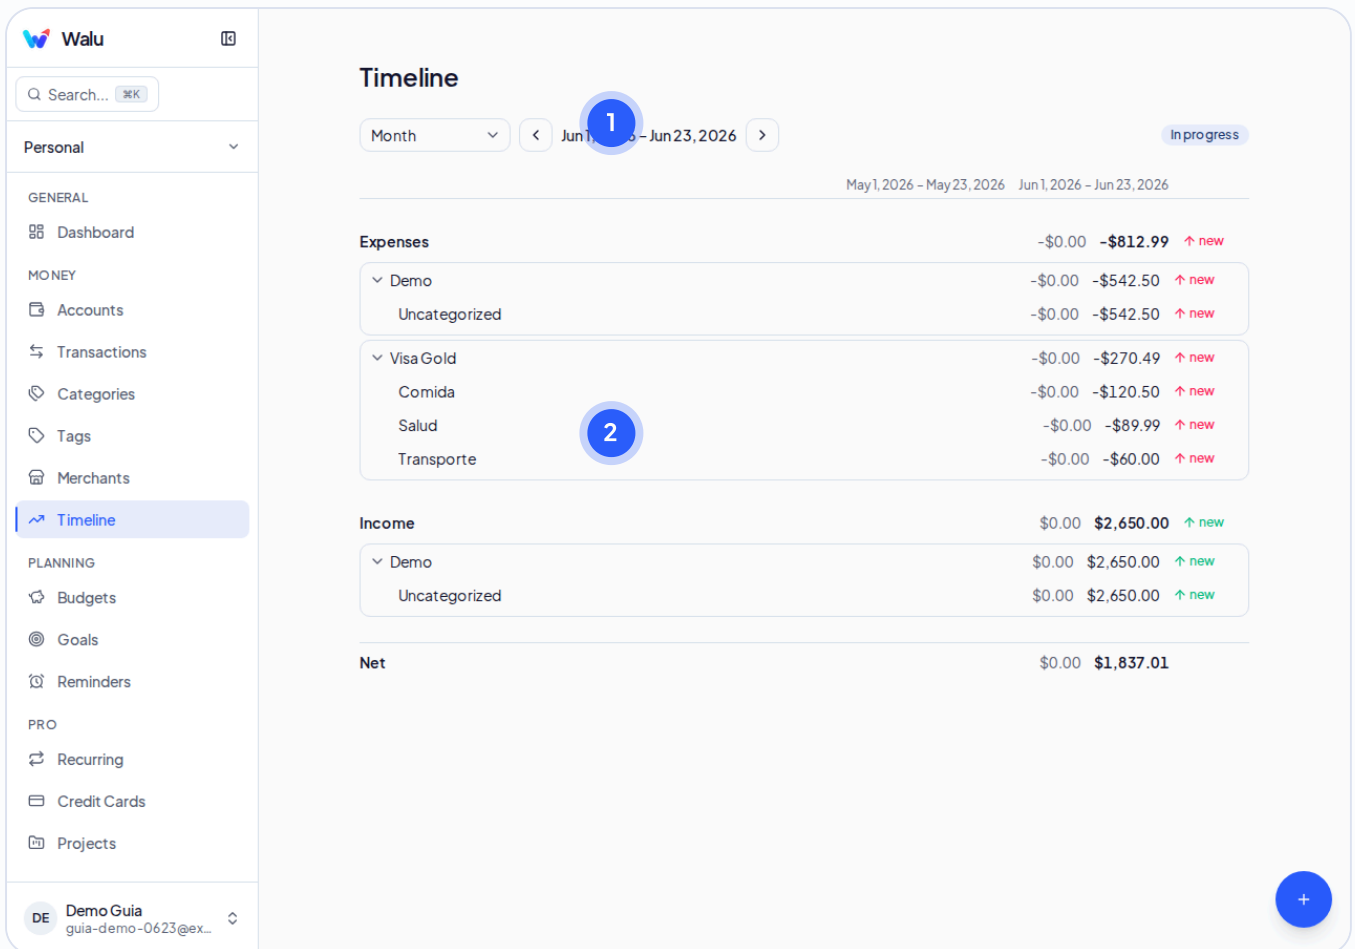 Walu
Search... ⌘K
Personal
GENERAL
Dashboard
MONEY
Accounts
Transactions
Categories
Tags
Merchants
Timeline
PLANNING
Budgets
Goals
Reminders
PRO
Recurring
Credit Cards
Projects
DE
Demo Guia
guia-demo-0623@ex...
Timeline
Month
1
Jun – Jun 23, 2026
In progress
May 1, 2026 – May 23, 2026 Jun 1, 2026 – Jun 23, 2026
Expenses -$0.00 -$812.99 ↑ new
Demo -$0.00 -$542.50 ↑ new
Uncategorized -$0.00 -$542.50 ↑ new
Visa Gold -$0.00 -$270.49 ↑ new
Comida -$0.00 -$120.50 ↑ new
Salud -$0.00 -$89.99 ↑ new
2
Transporte -$0.00 -$60.00 ↑ new
Income $0.00 $2,650.00 ↑ new
Demo $0.00 $2,650.00 ↑ new
Uncategorized $0.00 $2,650.00 ↑ new
Net $0.00 $1,837.01